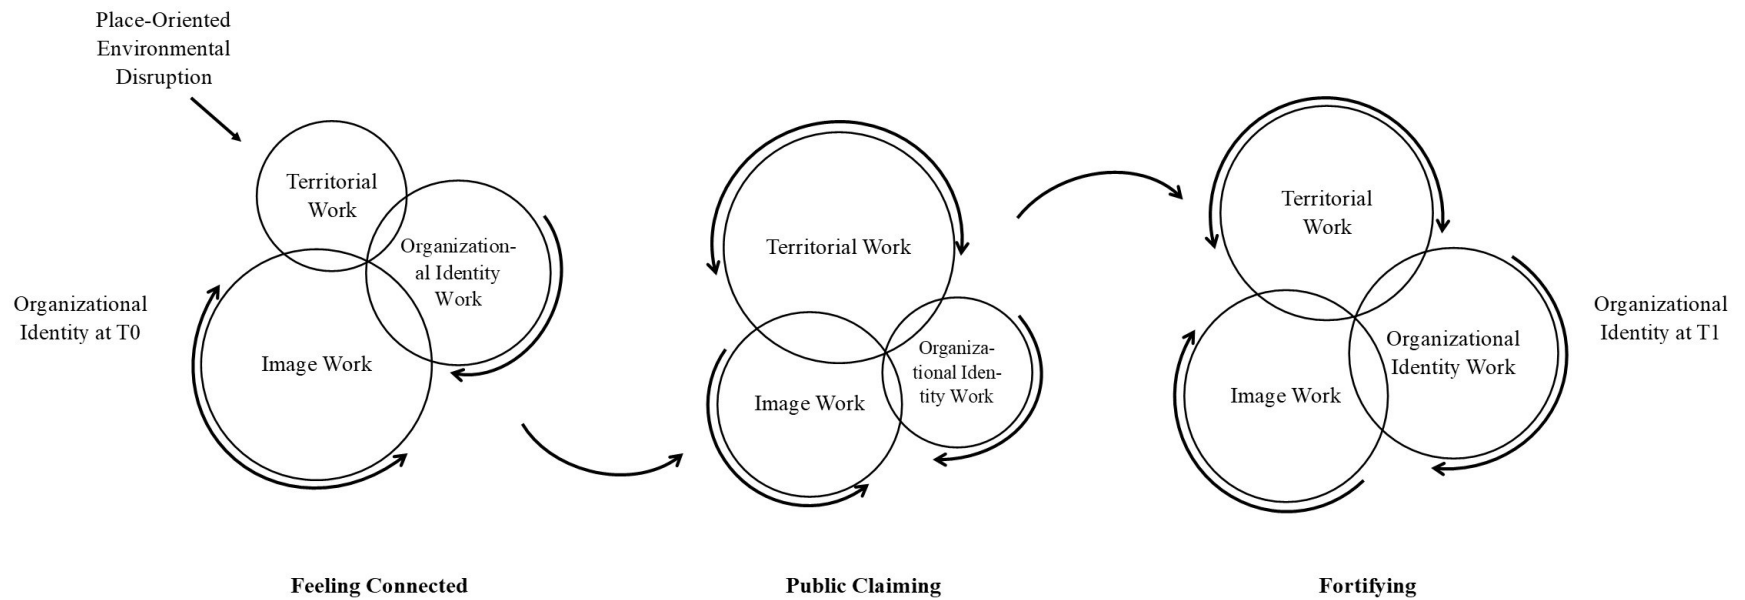 Place-Oriented
Environmental
Disruption
Organizational
Identity at T0
Territorial
Work
Organization-
al Identity
Work
Image Work
Feeling Connected
Territorial Work
Organiza-
tional Iden-
tity Work
Image Work
Public Claiming
Territorial
Work
Organizational
Identity Work
Image Work
Organizational
Identity at T1
Fortifying